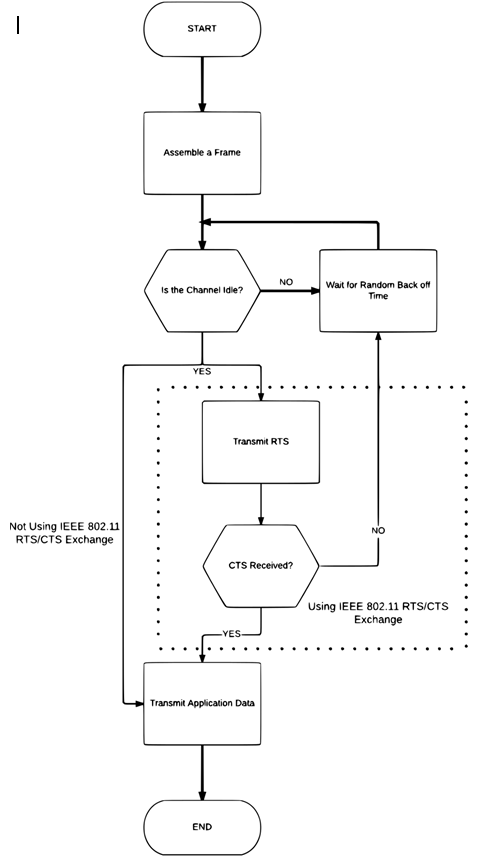 START
Assemble a Frame
Is the Channel Idle?
NO
Wait for Random Back off
Time
YES
Transmit RTS
Not Using IEEE 802.11
RTS/CTS Exchange
NO
CTS Received?
Using IEEE 802.11 RTS/CTS
Exchange
YES
Transmit Application Data
END